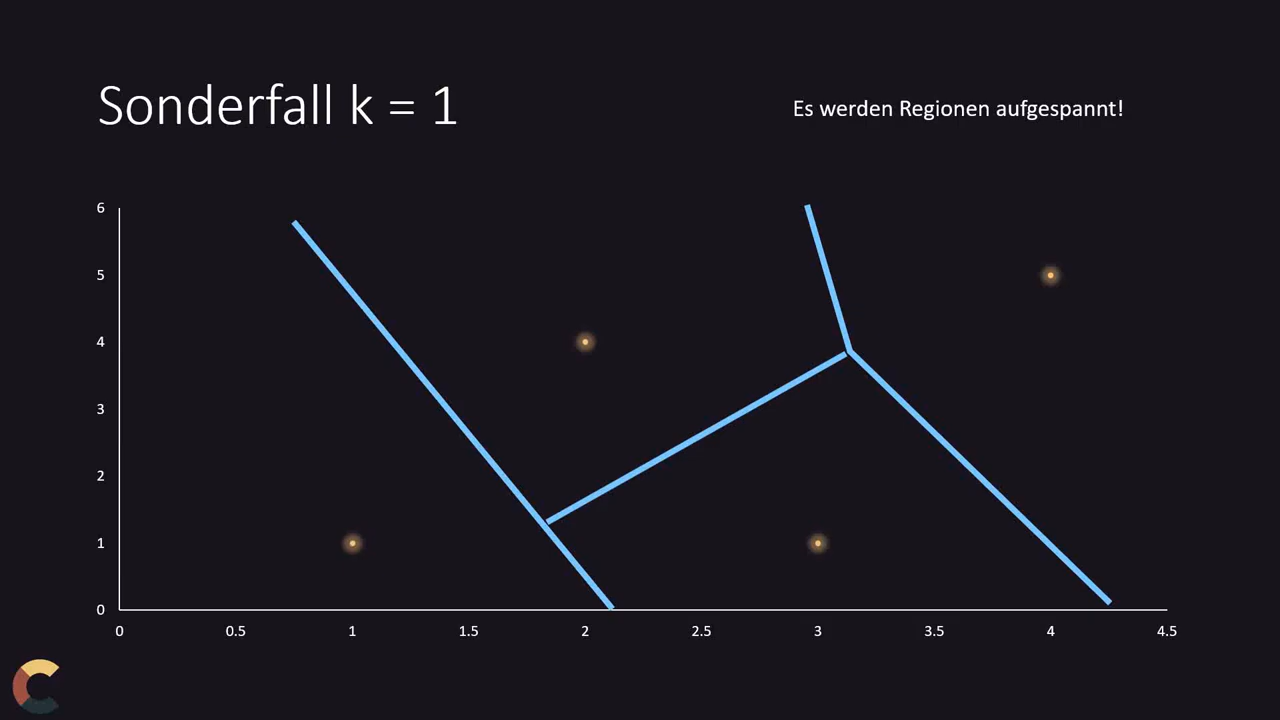 Sonderfall k = 1
Es werden Regionen aufgespannt!
6
5
4
3
2
1
0
0 0.5 1 1.5 2 2.5 3 3.5 4 4.5